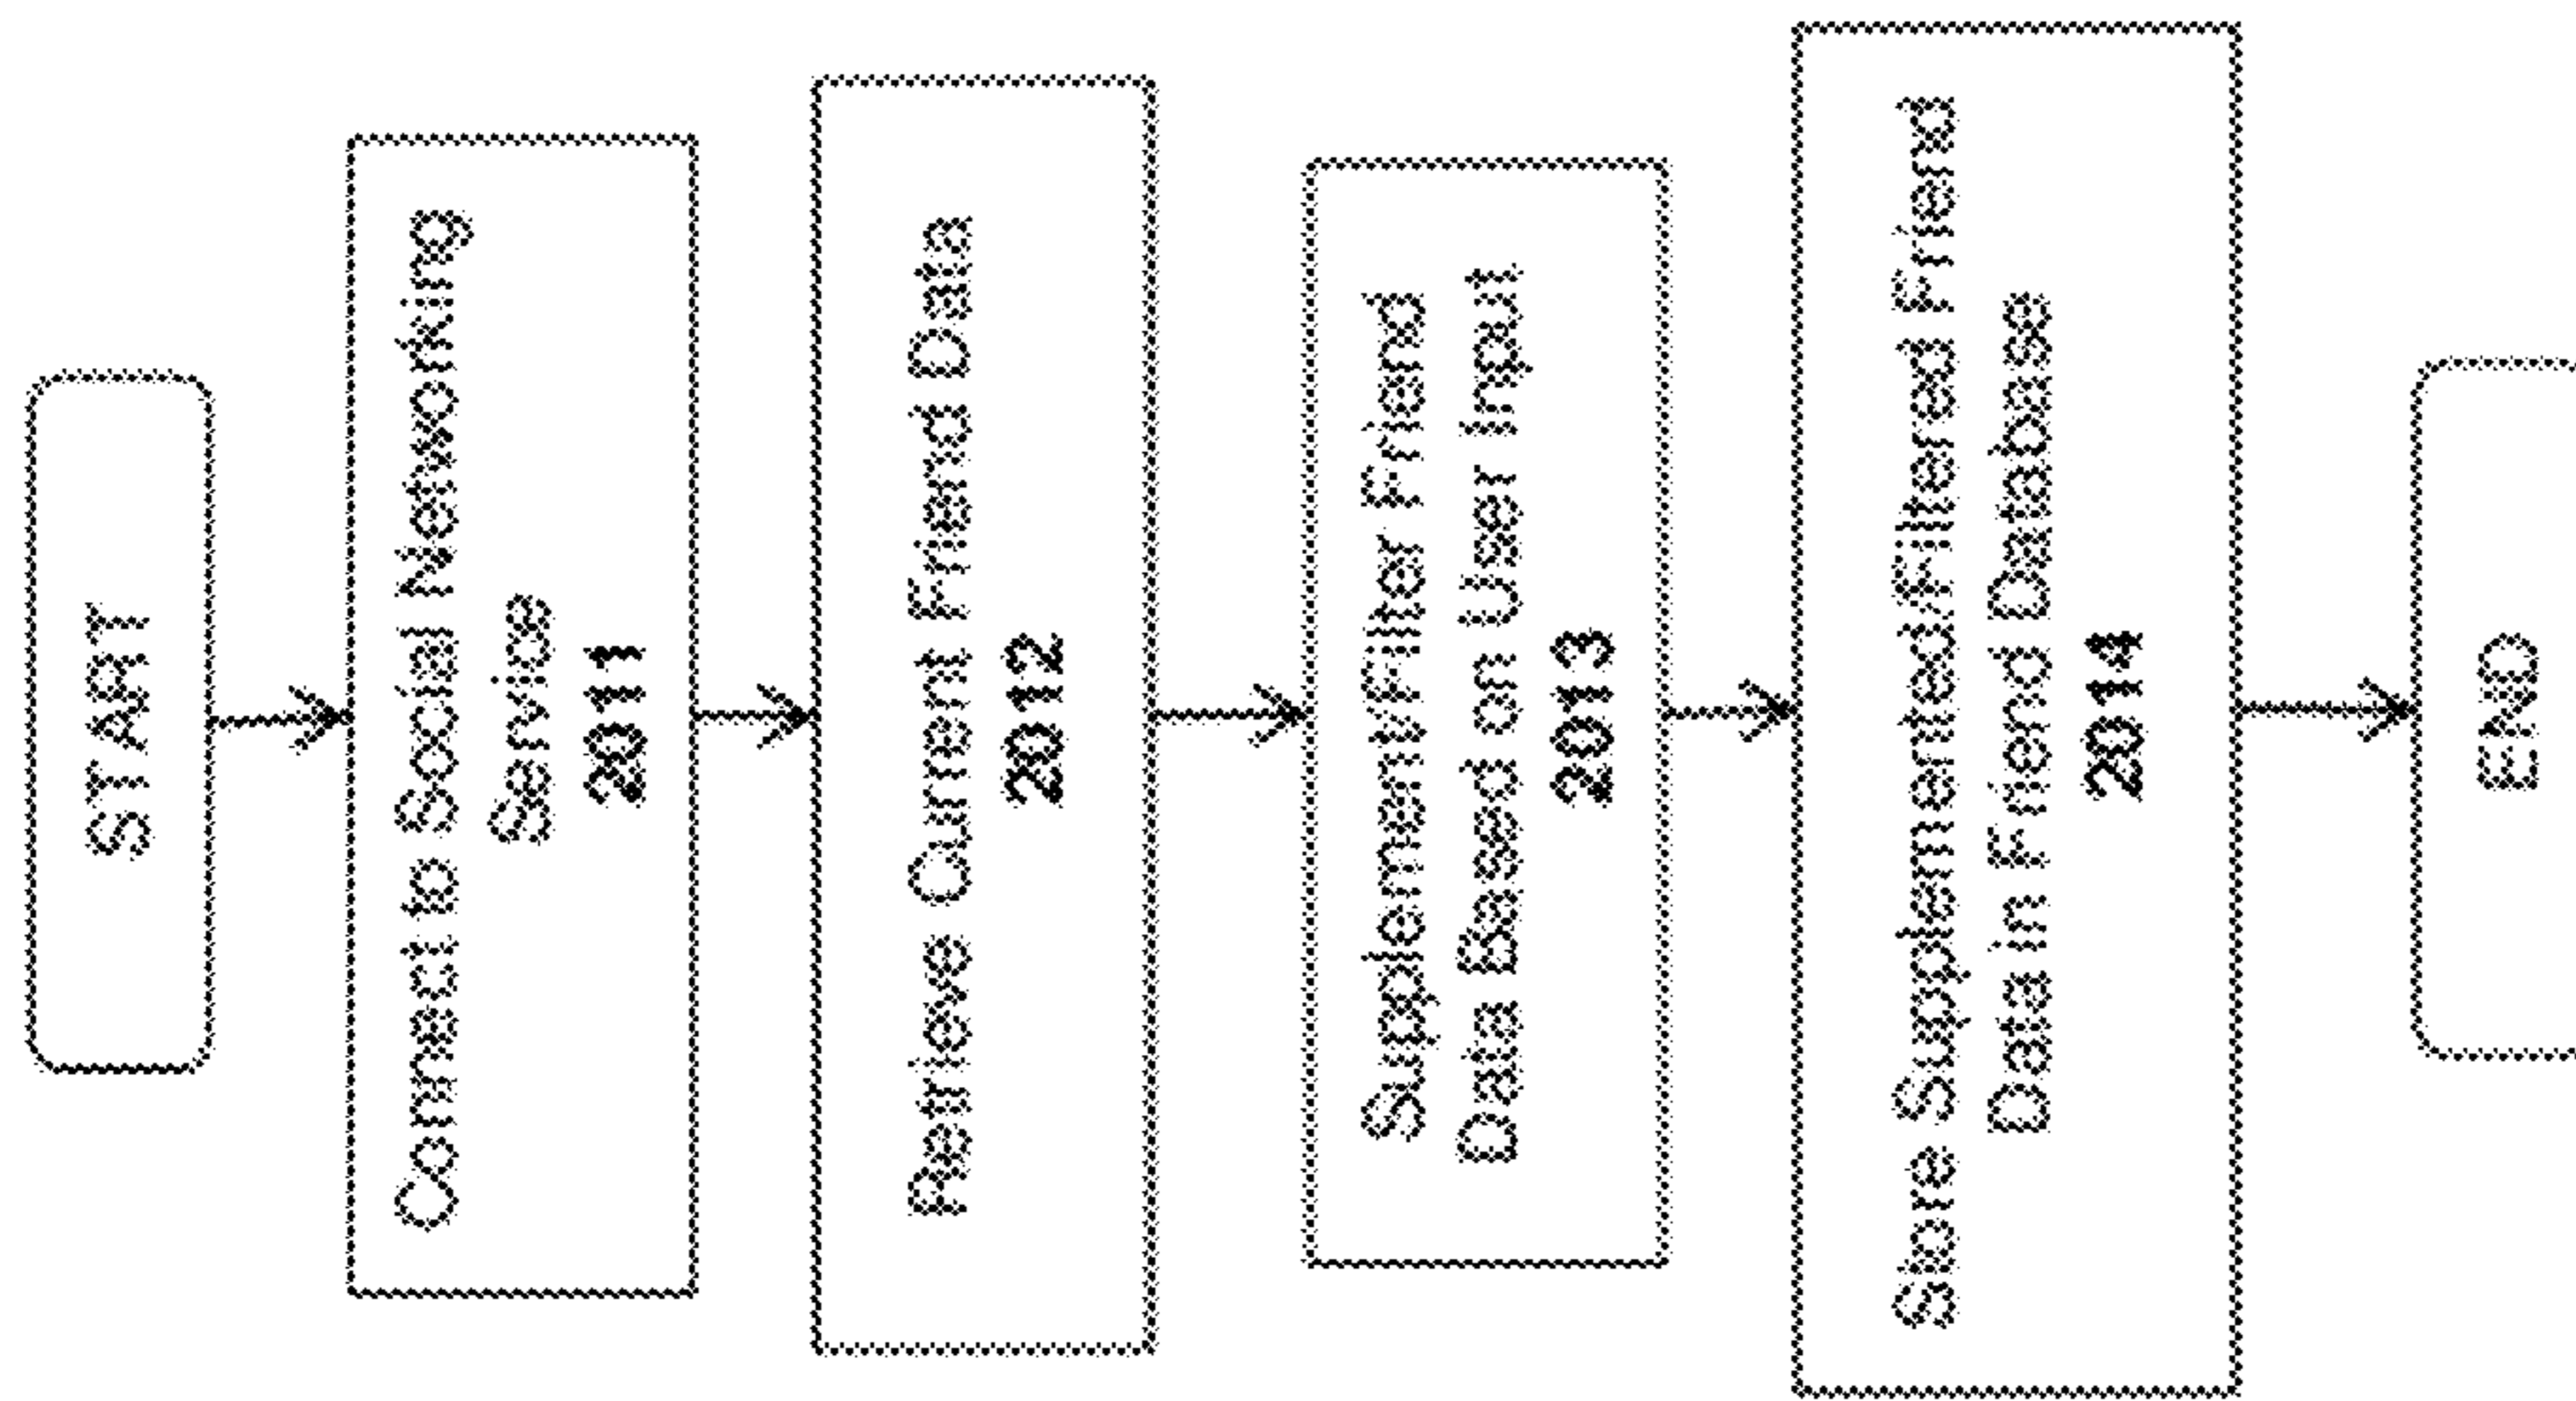 START
Connect to Social Networking
Service
2011
Retrieve Current Friend Data
2012
Supplement/Filter Friend
Data Based on User Input
2013
Store Supplemented/Filtered Friend
Data in Friend Database
2014
END